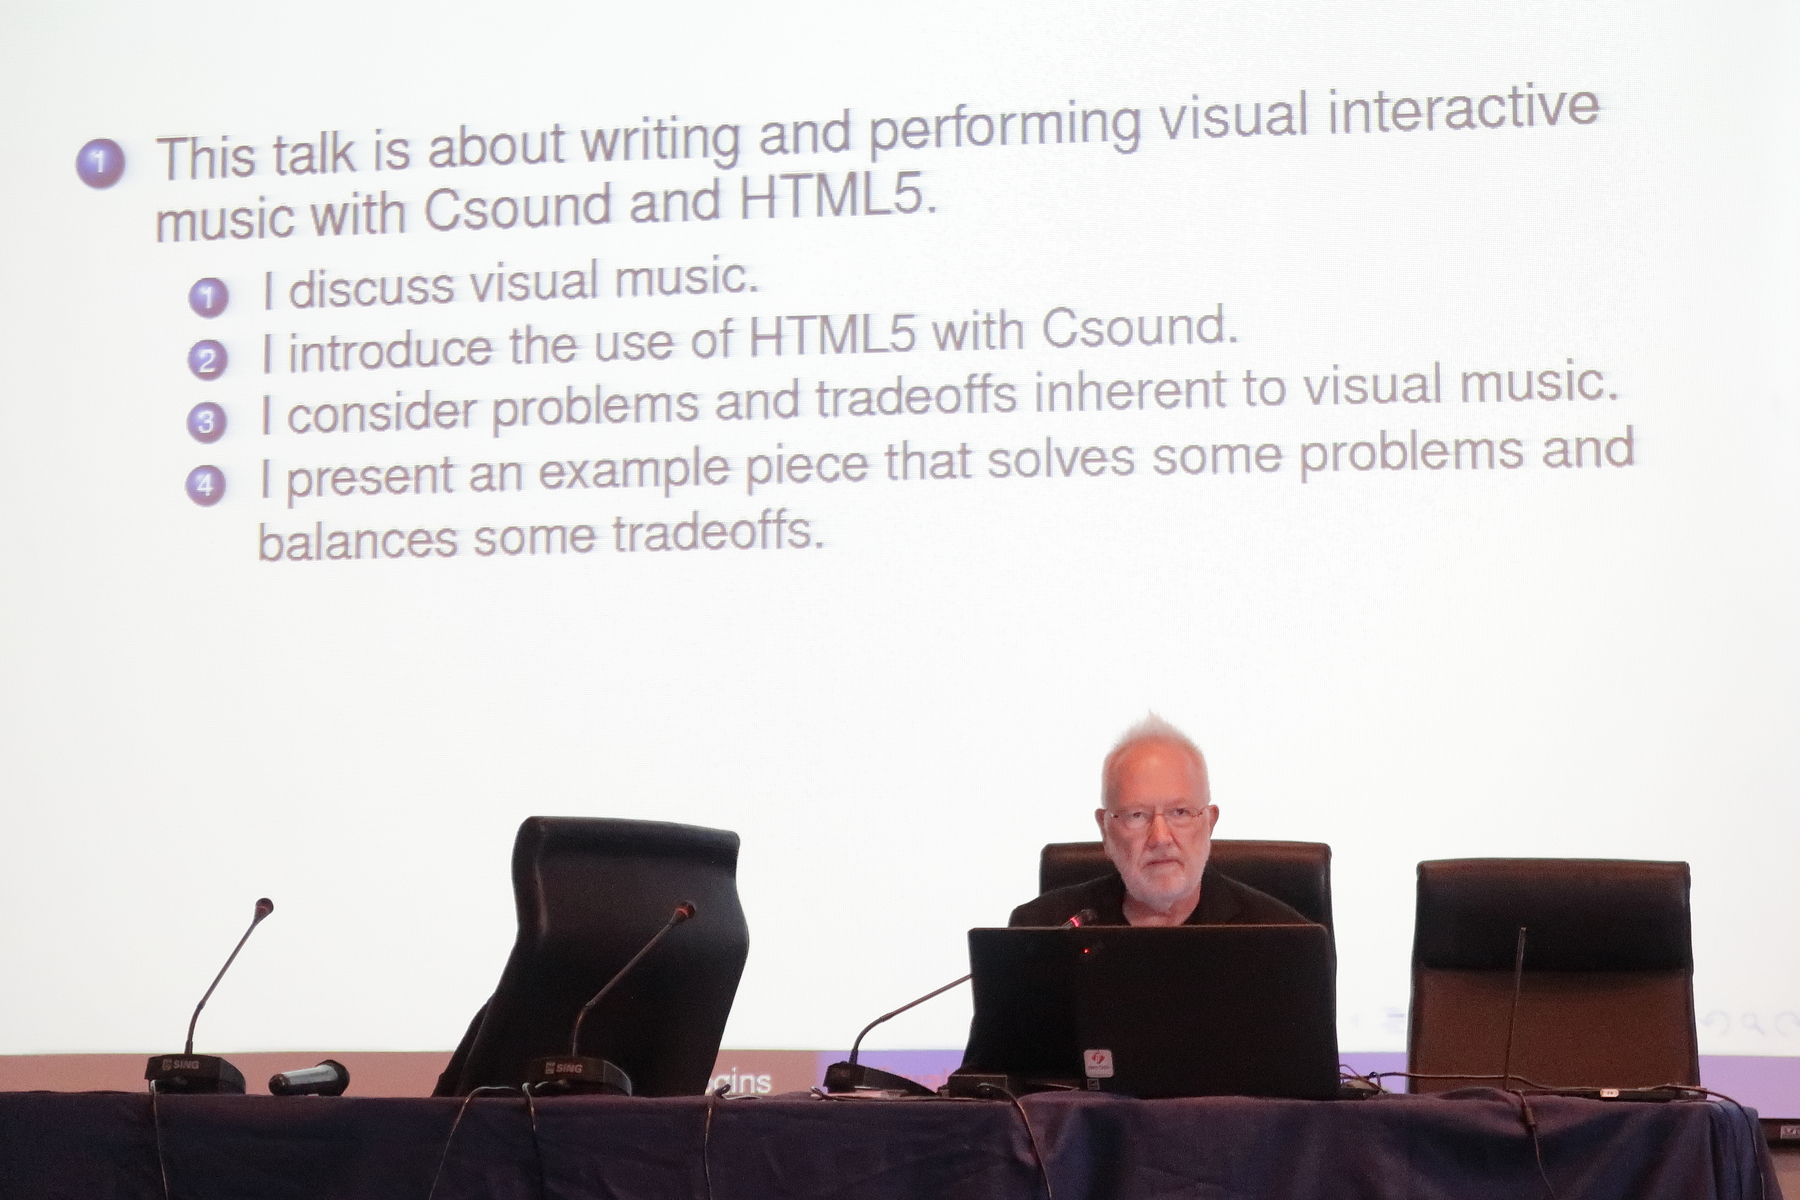 1 This talk is about writing and performing visual interactive
music with Csound and HTML5.
1 I discuss visual music.
2 I introduce the use of HTML5 with Csound.
3 I consider problems and tradeoffs inherent to visual music.
4 I present an example piece that solves some problems and
balances some tradeoffs.
SING
SING
gins